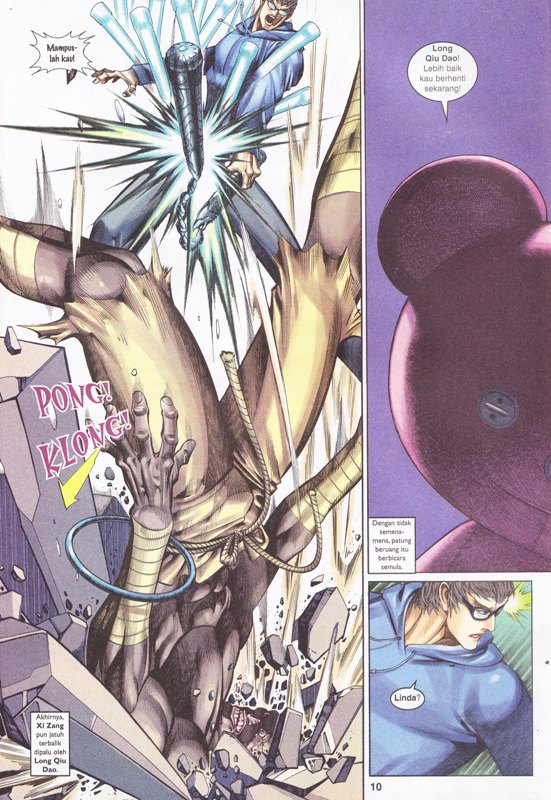 Mampus-
lah kau!
PONG!
KLONG!
Akhirnya,
Xi Zang
pun jatuh
terbalik
dipalu oleh
Long Qiu
Dao.
Long
Qiu Dao!
Lebih baik
kau berhenti
sekarang!
Dengan tidak
semena-
mena, patung
beruang itu
berbicara
semula.
Linda?
10